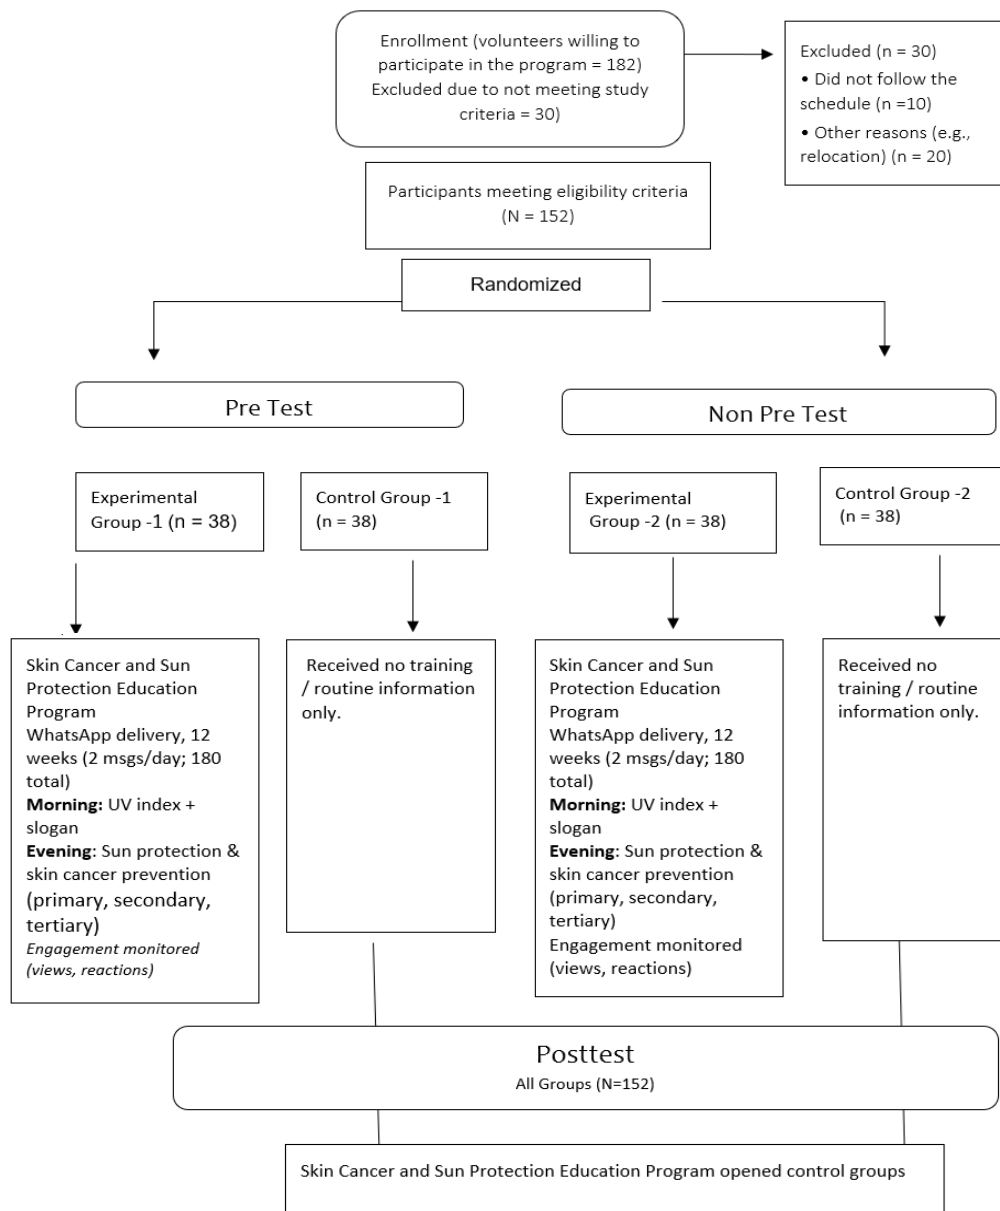 Enrollment (volunteers willing to
participate in the program = 182)
Excluded due to not meeting study
criteria = 30)
Excluded (n = 30)
• Did not follow the
schedule (n =10)
• Other reasons (e.g.,
relocation) (n = 20)
Participants meeting eligibility criteria
(N = 152)
Randomized
Pre Test
Non Pre Test
Experimental
Group -1 (n = 38)
Control Group -1
(n = 38)
Experimental
Group -2 (n = 38)
Control Group -2
(n = 38)
Skin Cancer and Sun
Protection Education
Program
WhatsApp delivery, 12
weeks (2 msgs/day; 180
total)
Morning: UV index +
slogan
Evening: Sun protection &
skin cancer prevention
(primary, secondary,
tertiary)
Engagement monitored
(views, reactions)
Received no training
/ routine information
only.
Skin Cancer and Sun
Protection Education
Program
WhatsApp delivery, 12
weeks (2 msgs/day; 180
total)
Morning: UV index +
slogan
Evening: Sun protection &
skin cancer prevention
(primary, secondary,
tertiary)
Engagement monitored
(views, reactions)
Received no
training / routine
information only.
Posttest
All Groups (N=152)
Skin Cancer and Sun Protection Education Program opened control groups